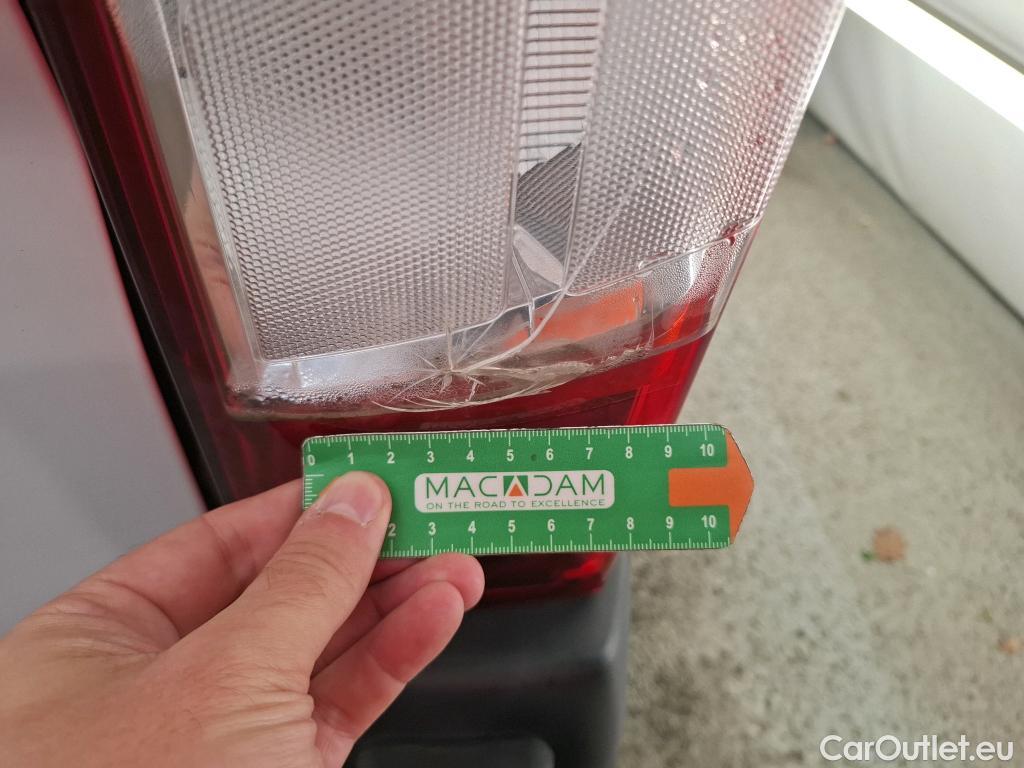 0 1 2 3 4 5 6 7 8 9 10
MACADAM
ON THE ROAD TO EXCELLENCE
2 3 4 5 6 7 8 9 10
CarOutlet.eu